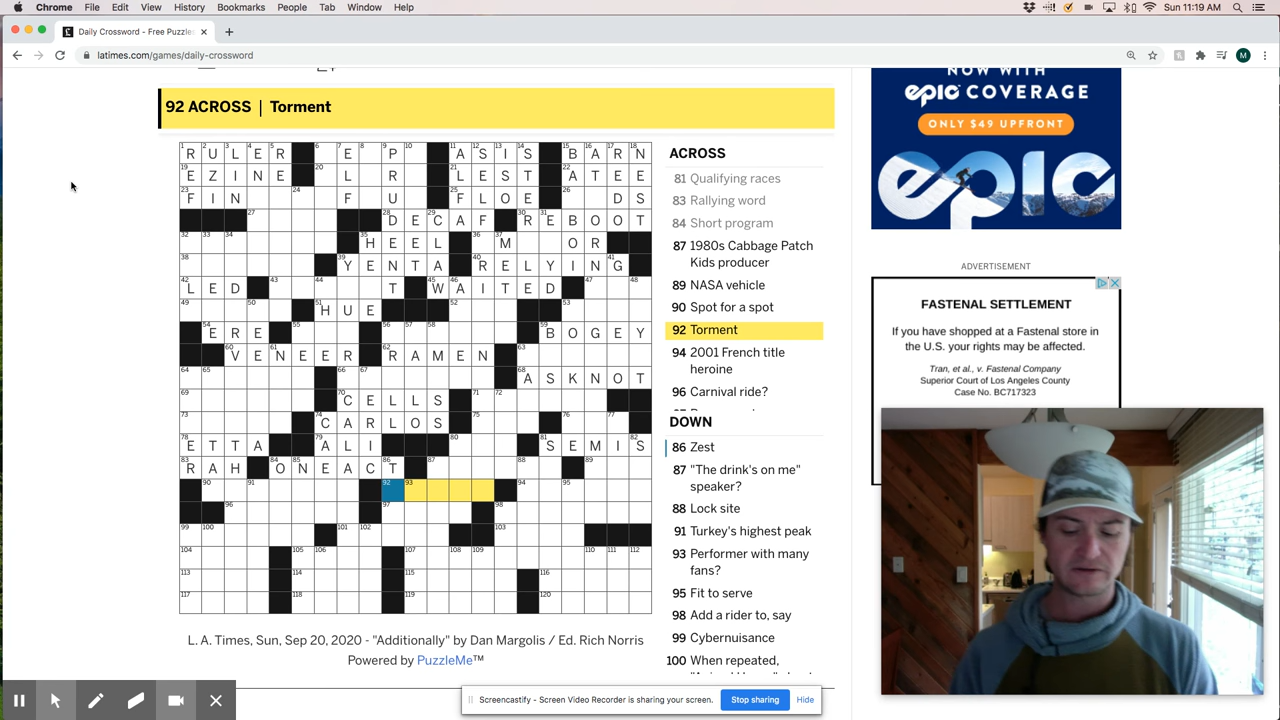 Chrome File Edit View History Bookmarks People Tab Window Help Sun 11:19 AM
Daily Crossword - Free Puzzle
latimes.com/games/daily-crossword
M
92 ACROSS | Torment
R U L E R E P A S I S B A R N
E Z I N E L R L E S T A T E E
F I N F U F L O E D S
D E C A F R E B O O T
H E E L M O R
Y E N T A R E L Y I N G
L E D T W A I T E D
H U E
E R E B O G E Y
V E N E E R R A M E N
A S K N O T
C E L L S
C A R L O S
E T T A A L I S E M I S
R A H O N E A C T
L. A. Times, Sun, Sep 20, 2020 - "Additionally" by Dan Margolis / Ed. Rich Norris
Powered by PuzzleMe™
ACROSS
81 Qualifying races
83 Rallying word
84 Short program
87 1980s Cabbage Patch
Kids producer
89 NASA vehicle
90 Spot for a spot
92 Torment
94 2001 French title
heroine
96 Carnival ride?
DOWN
86 Zest
87 "The drink's on me"
speaker?
88 Lock site
91 Turkey's highest peak
93 Performer with many
fans?
95 Fit to serve
98 Add a rider to, say
99 Cybernuisance
100 When repeated,
NOW WITH
epic COVERAGE
ONLY $49 UPFRONT
epic
ADVERTISEMENT
FASTENAL SETTLEMENT
If you have shopped at a Fastenal store in
the U.S. your rights may be affected.
Tran, et al., v. Fastenal Company
Superior Court of Los Angeles County
Case No. BC717323
Screencastify - Screen Video Recorder is sharing your screen. Stop sharing Hide